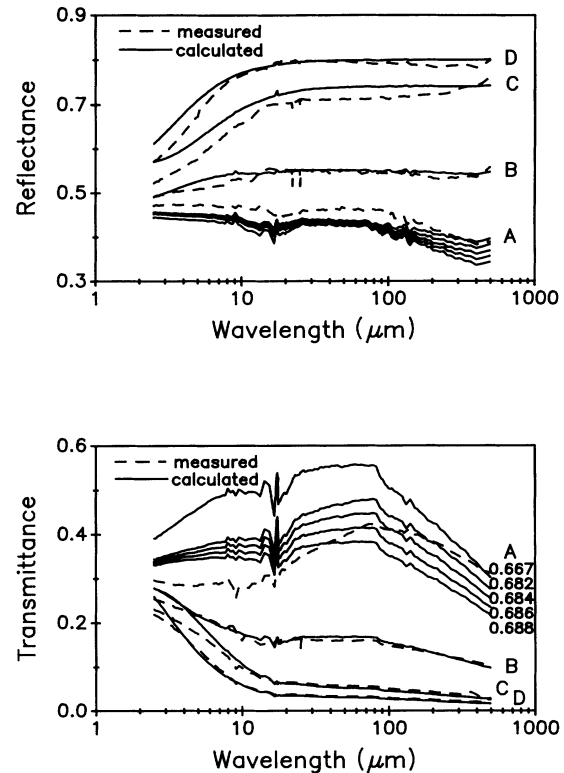 0.9
measured
calculated
D
C
0.7
Reflectance
B
0.5
A
0.3
1 10 100 1000
Wavelength (μm)
0.6
measured
calculated
0.4
A
0.667
0.682
0.684
0.686
0.688
Transmittance
0.2
B
C D
0.0
1 10 100 1000
Wavelength (μm)